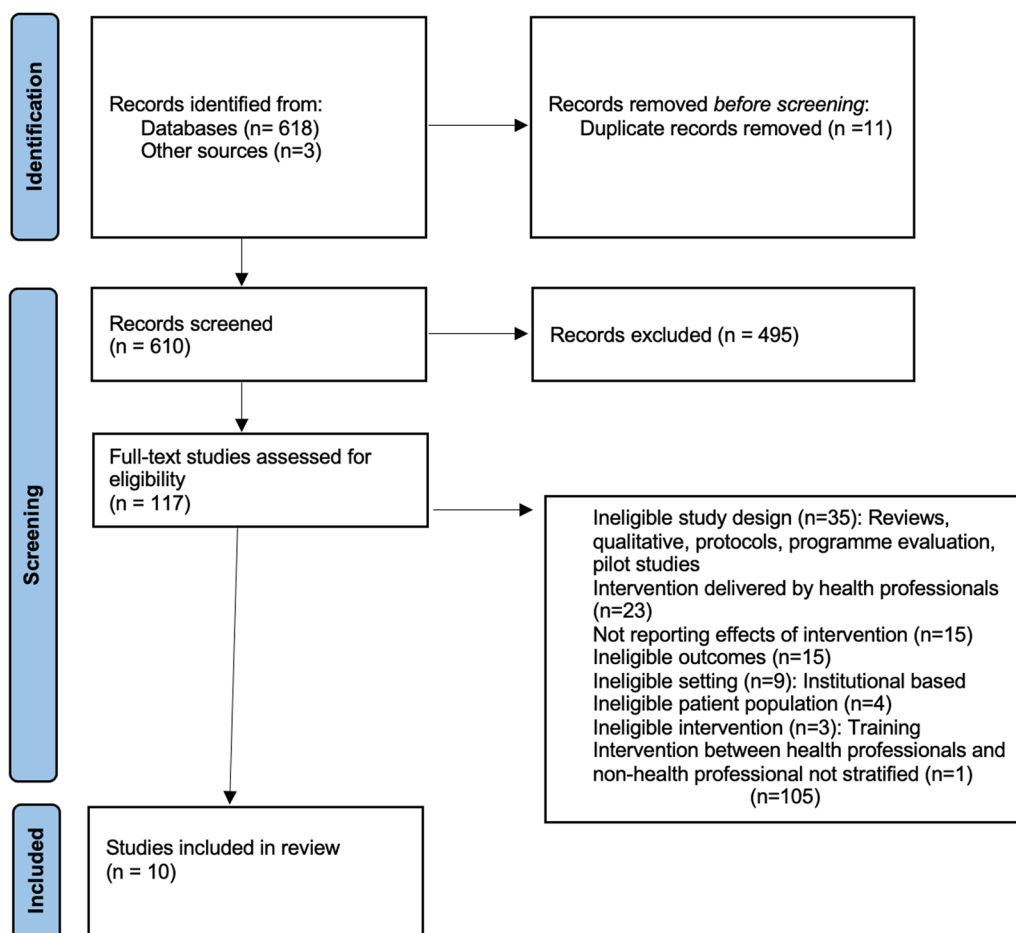 Identification
Records identified from:
Databases (n= 618)
Other sources (n=3)
Records removed before screening:
Duplicate records removed (n =11)
Screening
Records screened
(n = 610)
Records excluded (n = 495)
Full-text studies assessed for
eligibility
(n = 117)
Ineligible study design (n=35): Reviews,
qualitative, protocols, programme evaluation,
pilot studies
Intervention delivered by health professionals
(n=23)
Not reporting effects of intervention (n=15)
Ineligible outcomes (n=15)
Ineligible setting (n=9): Institutional based
Ineligible patient population (n=4)
Ineligible intervention (n=3): Training
Intervention between health professionals and
non-health professional not stratified (n=1)
(n=105)
Included
Studies included in review
(n = 10)